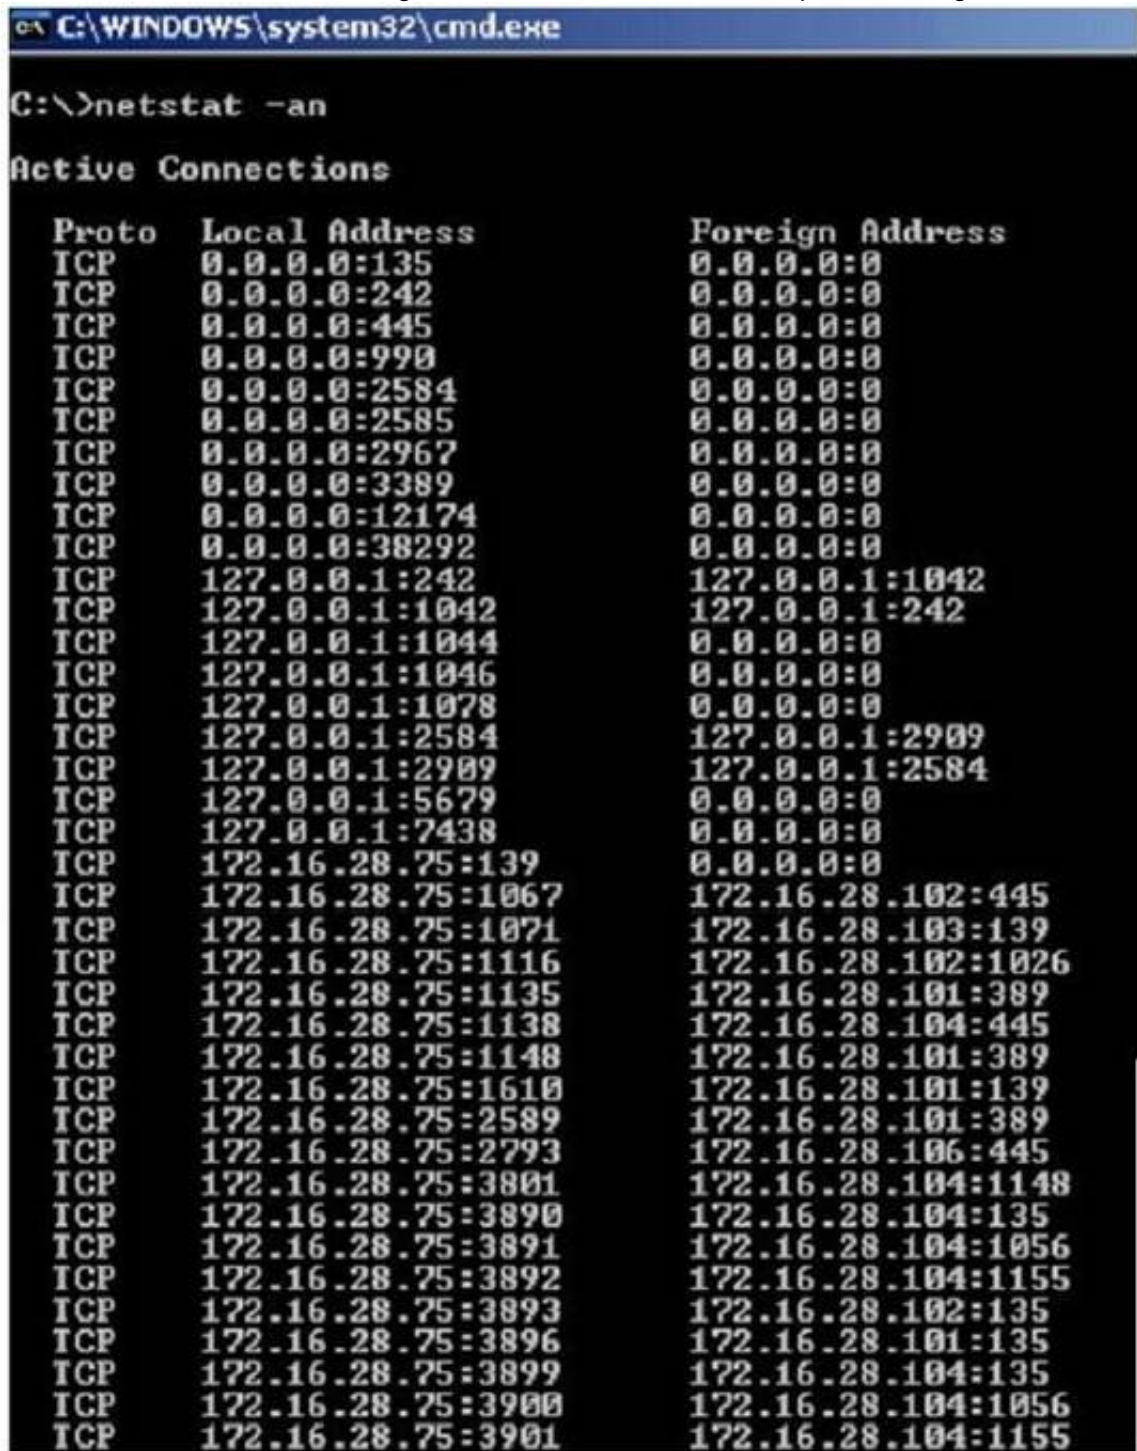 C:\WINDOWS\system32\cmd.exe
C:\>netstat -an
Active Connections
Proto Local Address Foreign Address
TCP 0.0.0.0:135 0.0.0.0:0
TCP 0.0.0.0:242 0.0.0.0:0
TCP 0.0.0.0:445 0.0.0.0:0
TCP 0.0.0.0:990 0.0.0.0:0
TCP 0.0.0.0:2584 0.0.0.0:0
TCP 0.0.0.0:2585 0.0.0.0:0
TCP 0.0.0.0:2967 0.0.0.0:0
TCP 0.0.0.0:3389 0.0.0.0:0
TCP 0.0.0.0:12174 0.0.0.0:0
TCP 0.0.0.0:38292 0.0.0.0:0
TCP 127.0.0.1:242 127.0.0.1:1042
TCP 127.0.0.1:1042 127.0.0.1:242
TCP 127.0.0.1:1044 0.0.0.0:0
TCP 127.0.0.1:1046 0.0.0.0:0
TCP 127.0.0.1:1078 0.0.0.0:0
TCP 127.0.0.1:2584 127.0.0.1:2909
TCP 127.0.0.1:2909 127.0.0.1:2584
TCP 127.0.0.1:5679 0.0.0.0:0
TCP 127.0.0.1:7438 0.0.0.0:0
TCP 172.16.28.75:139 0.0.0.0:0
TCP 172.16.28.75:1067 172.16.28.102:445
TCP 172.16.28.75:1071 172.16.28.103:139
TCP 172.16.28.75:1116 172.16.28.102:1026
TCP 172.16.28.75:1135 172.16.28.101:389
TCP 172.16.28.75:1138 172.16.28.104:445
TCP 172.16.28.75:1148 172.16.28.101:389
TCP 172.16.28.75:1610 172.16.28.101:139
TCP 172.16.28.75:2589 172.16.28.101:389
TCP 172.16.28.75:2793 172.16.28.106:445
TCP 172.16.28.75:3801 172.16.28.104:1148
TCP 172.16.28.75:3890 172.16.28.104:135
TCP 172.16.28.75:3891 172.16.28.104:1056
TCP 172.16.28.75:3892 172.16.28.104:1155
TCP 172.16.28.75:3893 172.16.28.102:135
TCP 172.16.28.75:3896 172.16.28.101:135
TCP 172.16.28.75:3899 172.16.28.104:135
TCP 172.16.28.75:3900 172.16.28.104:1056
TCP 172.16.28.75:3901 172.16.28.104:1155